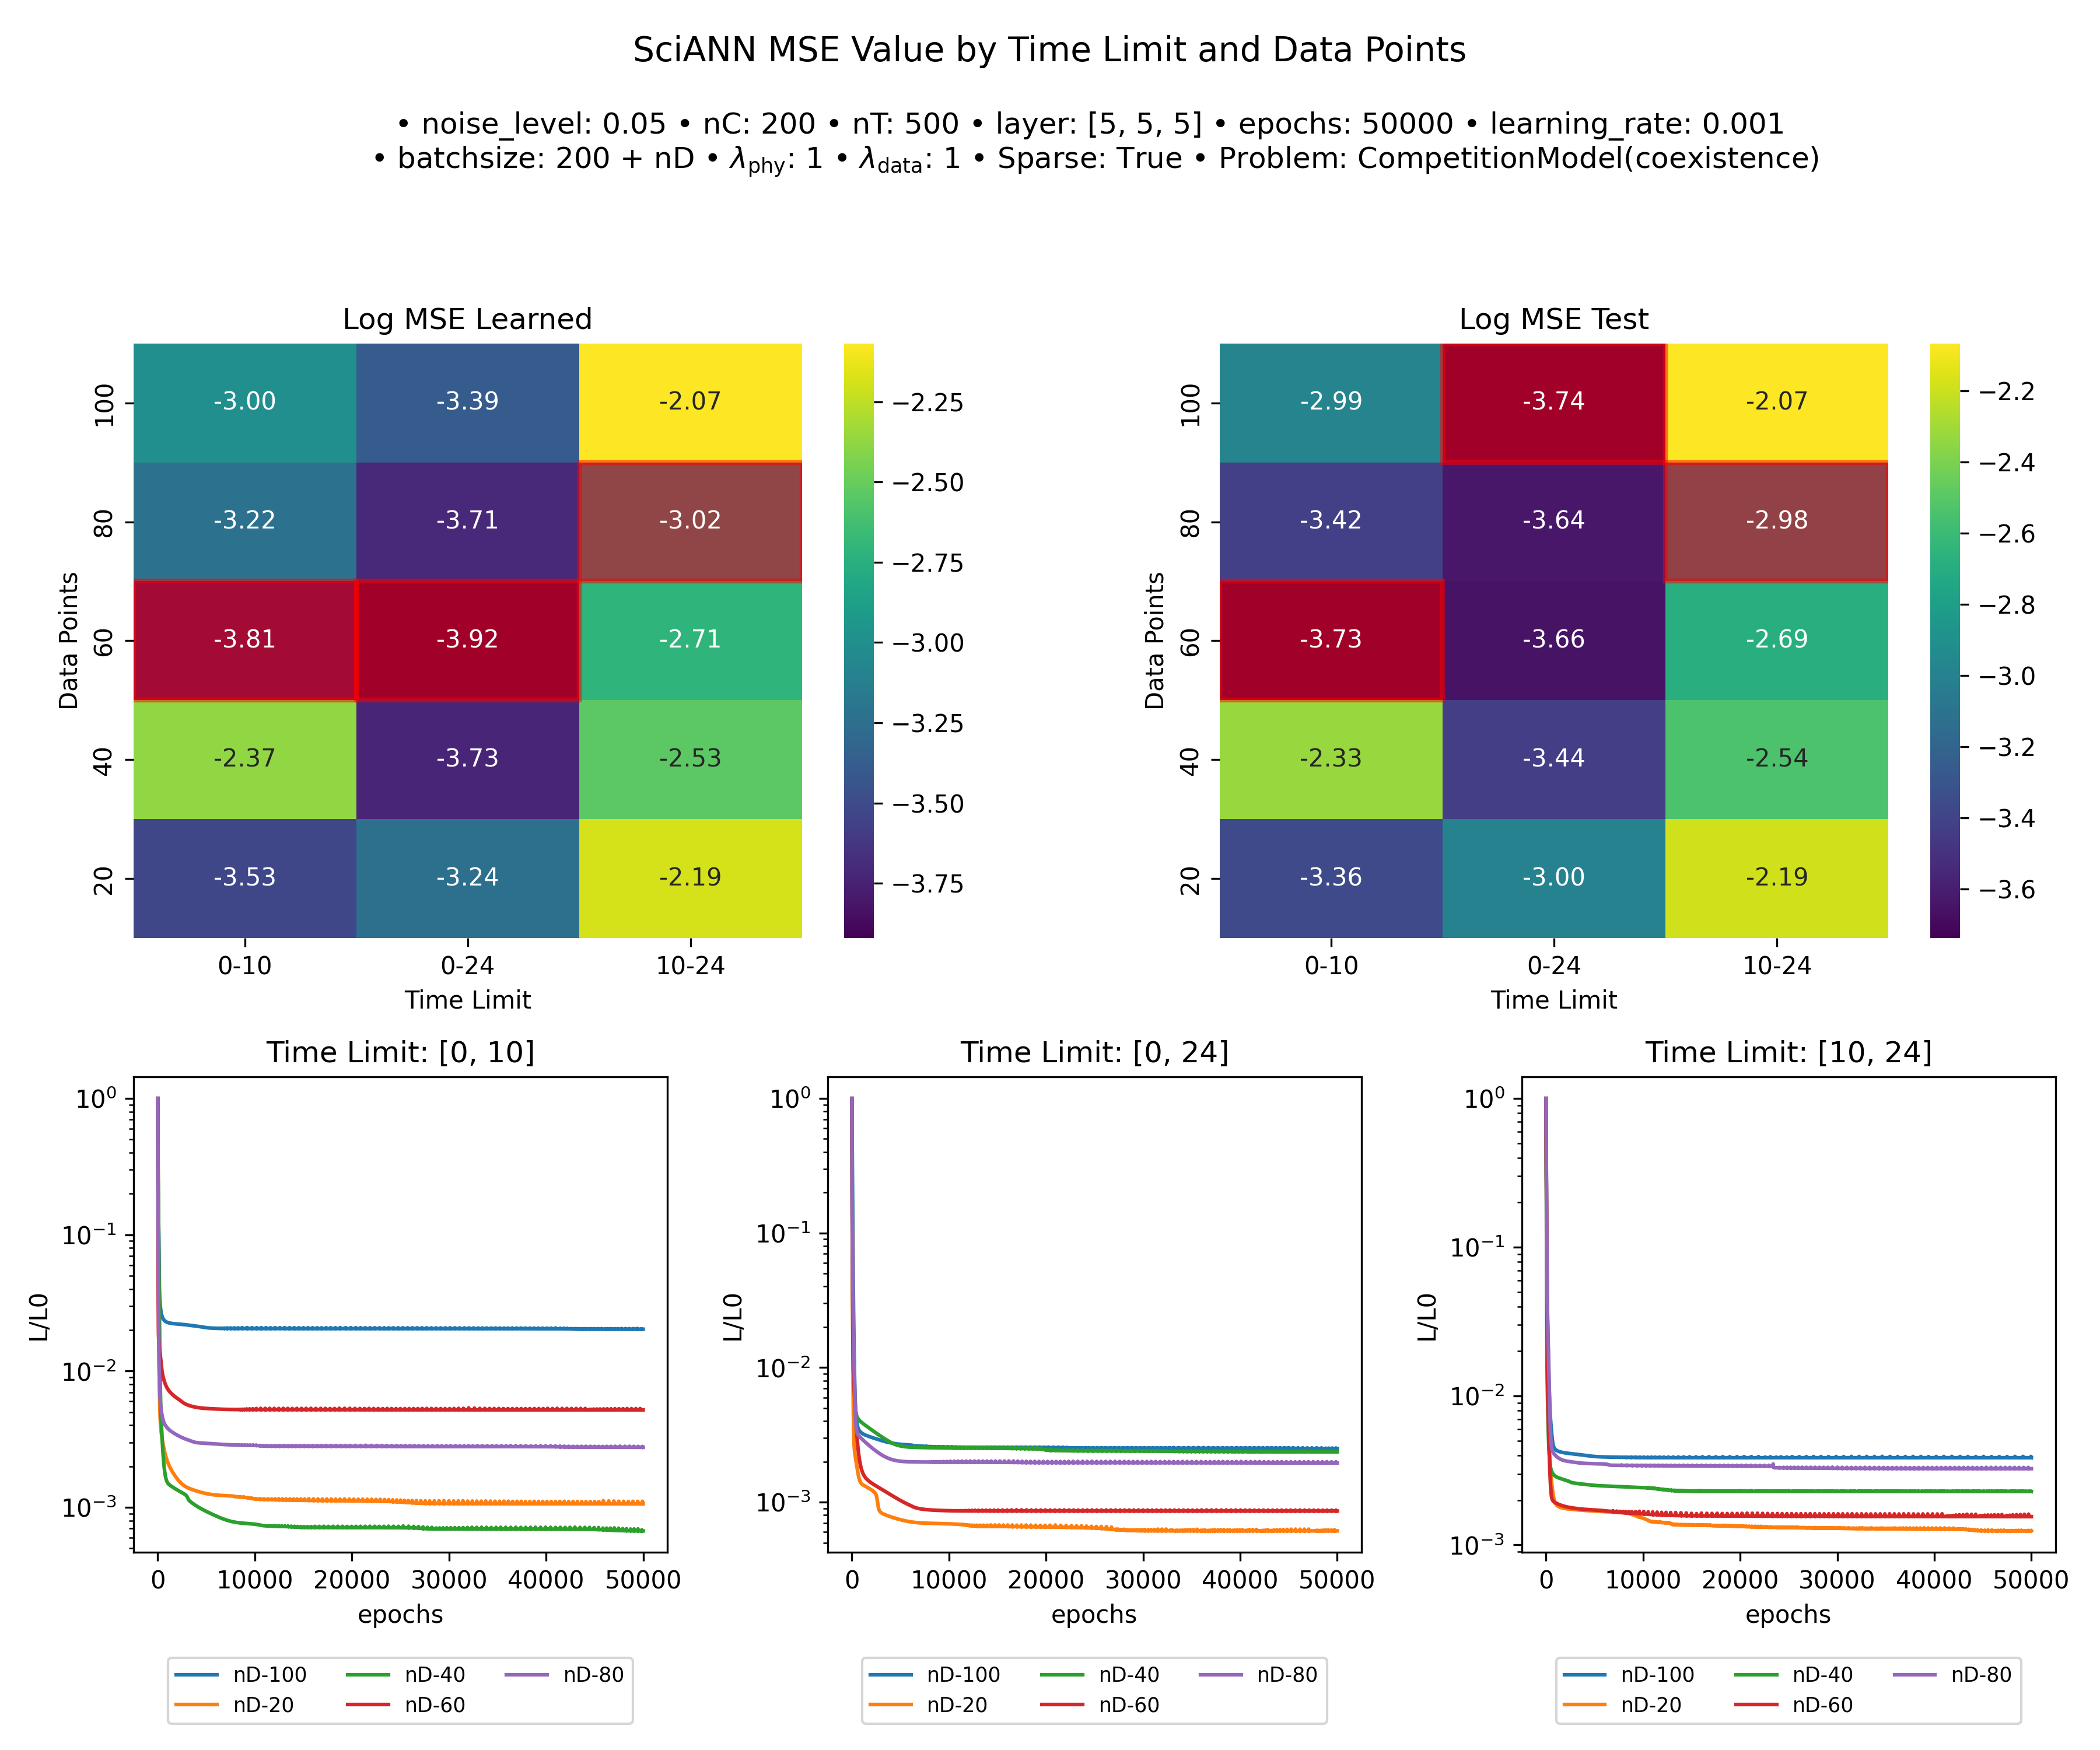 SciANN MSE Value by Time Limit and Data Points
• noise_level: 0.05 • nC: 200 • nT: 500 • layer: [5, 5, 5] • epochs: 50000 • learning_rate: 0.001
• batchsize: 200 + nD • λphy: 1 • λdata: 1 • Sparse: True • Problem: CompetitionModel(coexistence)
Log MSE Learned
Data Points
100
80
60
40
20
-3.00 -3.39 -2.07
-3.22 -3.71 -3.02
-3.81 -3.92 -2.71
-2.37 -3.73 -2.53
-3.53 -3.24 -2.19
0-10 0-24 10-24
Time Limit
−2.25
−2.50
−2.75
−3.00
−3.25
−3.50
−3.75
Log MSE Test
Data Points
100
80
60
40
20
-2.99 -3.74 -2.07
-3.42 -3.64 -2.98
-3.73 -3.66 -2.69
-2.33 -3.44 -2.54
-3.36 -3.00 -2.19
0-10 0-24 10-24
Time Limit
−2.2
−2.4
−2.6
−2.8
−3.0
−3.2
−3.4
−3.6
Time Limit: [0, 10]
L/L0
10⁰
10⁻¹
10⁻²
10⁻³
0 10000 20000 30000 40000 50000
epochs
nD-100 nD-40 nD-80
nD-20 nD-60
Time Limit: [0, 24]
L/L0
10⁰
10⁻¹
10⁻²
10⁻³
0 10000 20000 30000 40000 50000
epochs
nD-100 nD-40 nD-80
nD-20 nD-60
Time Limit: [10, 24]
L/L0
10⁰
10⁻¹
10⁻²
10⁻³
0 10000 20000 30000 40000 50000
epochs
nD-100 nD-40 nD-80
nD-20 nD-60